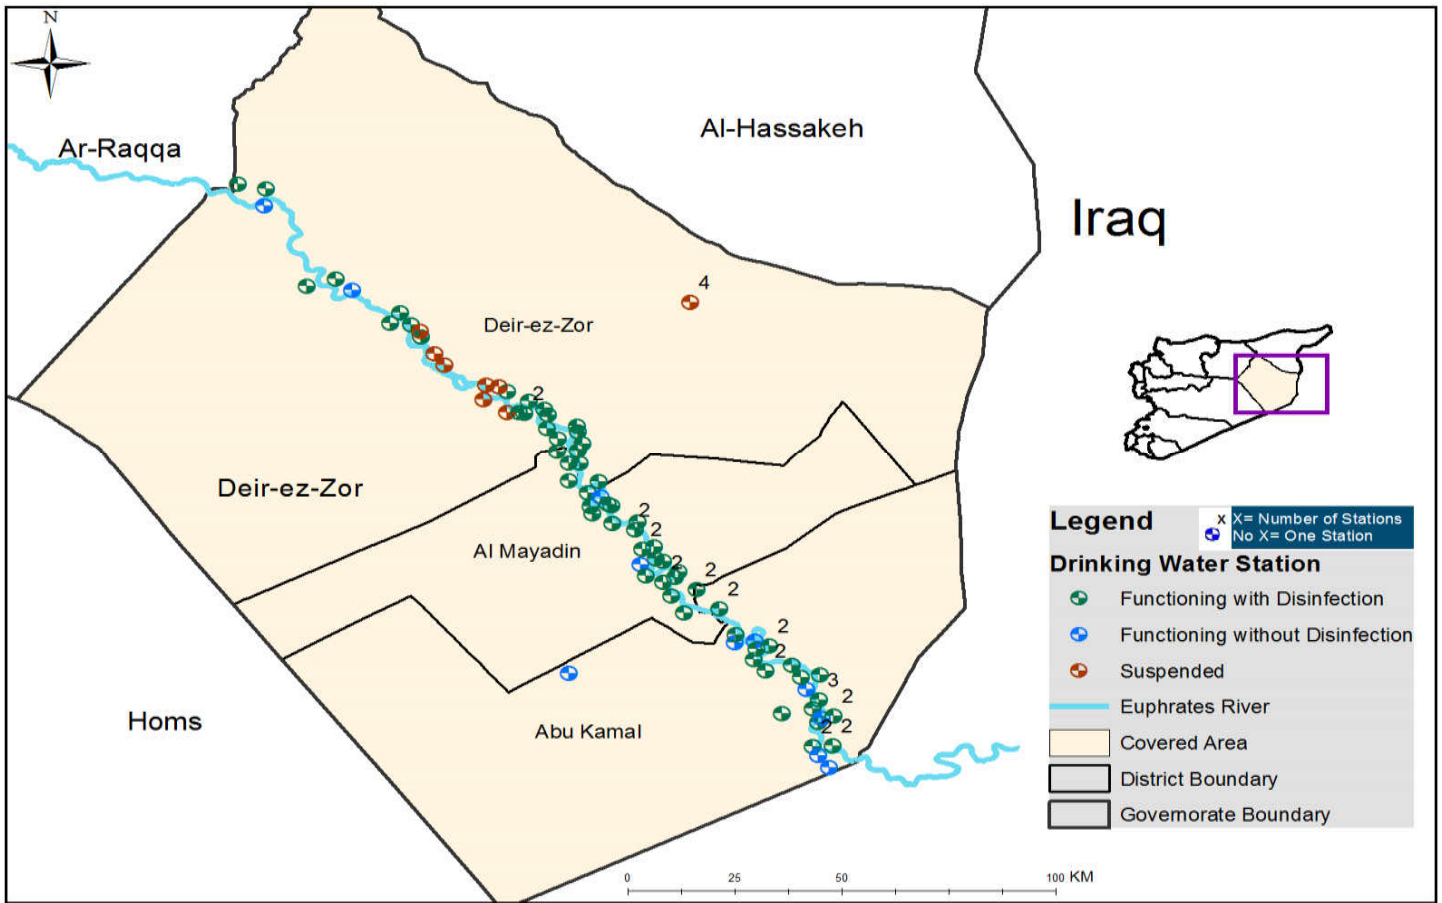 N
Ar-Raqqa
Al-Hassakeh
Iraq
4
Deir-ez-Zor
2
Deir-ez-Zor
2
2
Al Mayadin
2
2
2
2
2
3
2
2
2
Homs
Abu Kamal
Legend
X X= Number of Stations
No X= One Station
Drinking Water Station
Functioning with Disinfection
Functioning without Disinfection
Suspended
Euphrates River
Covered Area
District Boundary
Governorate Boundary
0 25 50 100 KM